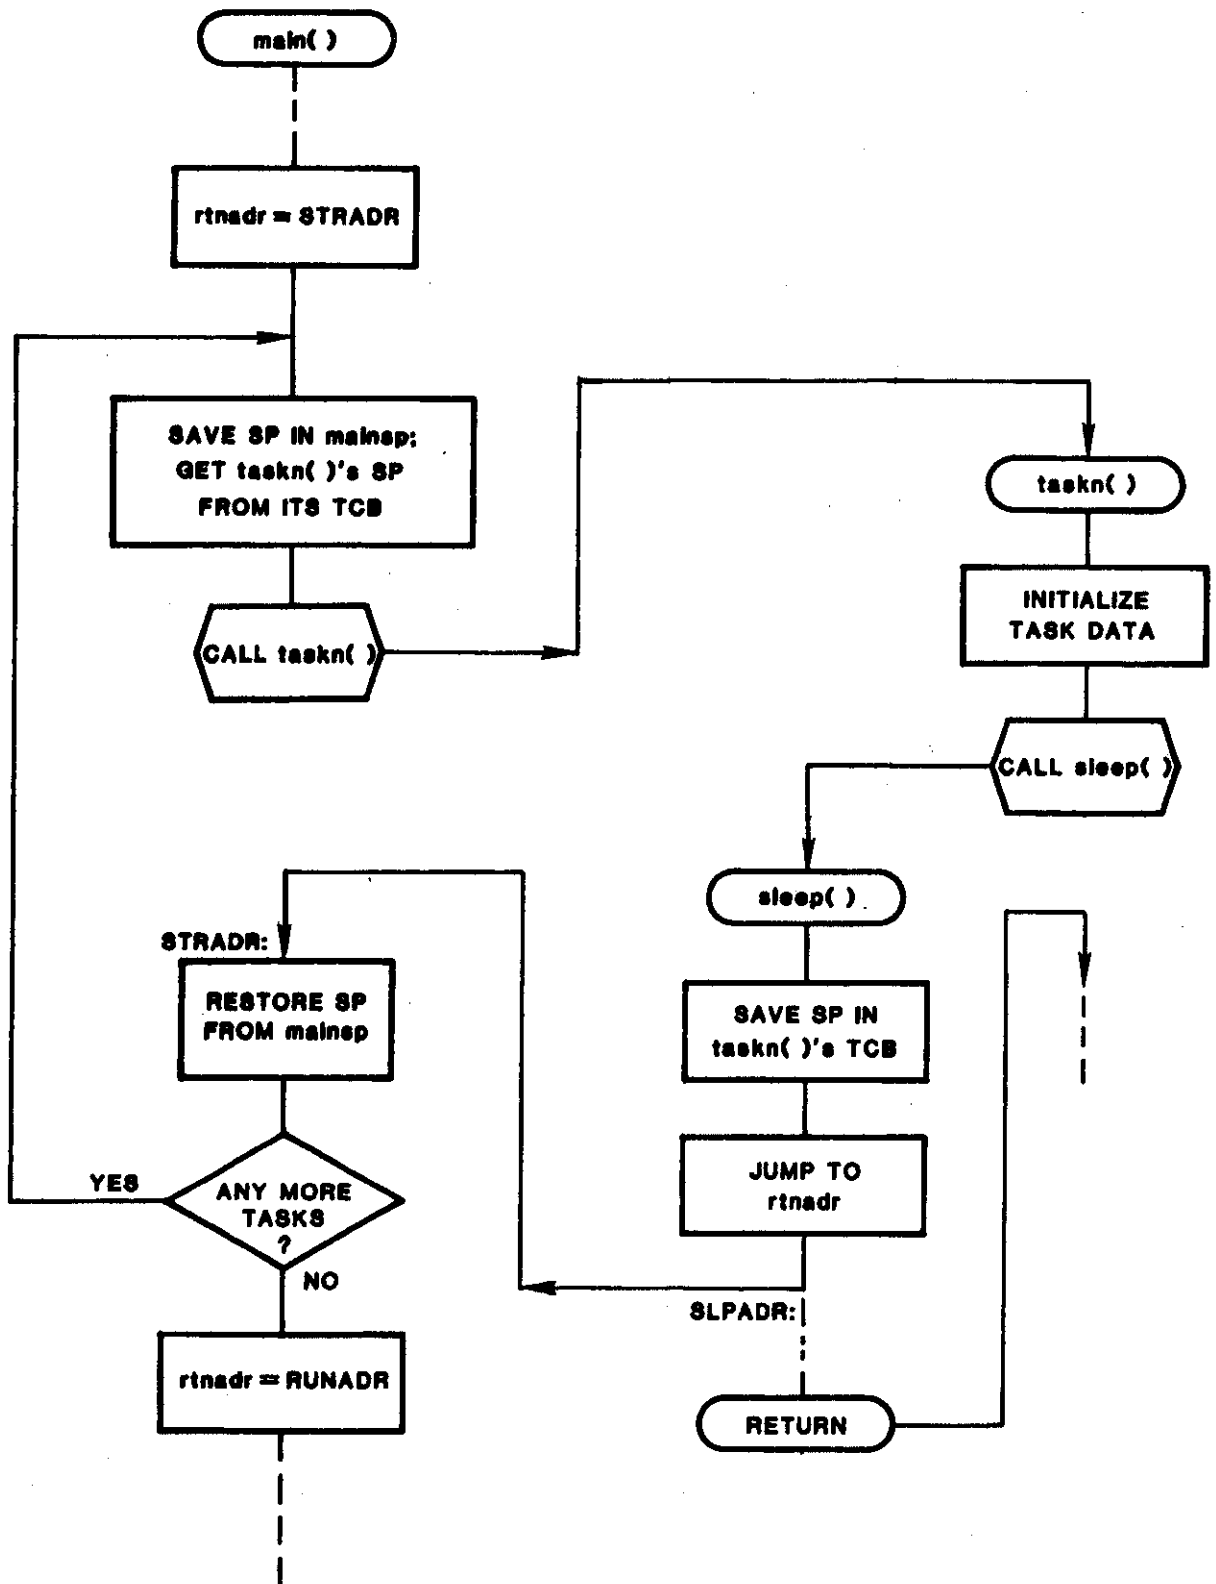 main( )
rtnadr = STRADR
SAVE SP IN mainsp;
GET taskn( )'s SP
FROM ITS TCB
CALL taskn( )
taskn( )
INITIALIZE
TASK DATA
CALL sleep( )
sleep( )
SAVE SP IN
taskn( )'s TCB
JUMP TO
rtnadr
SLPADR:
RETURN
STRADR:
RESTORE SP
FROM mainsp
ANY MORE
TASKS
?
YES
NO
rtnadr = RUNADR